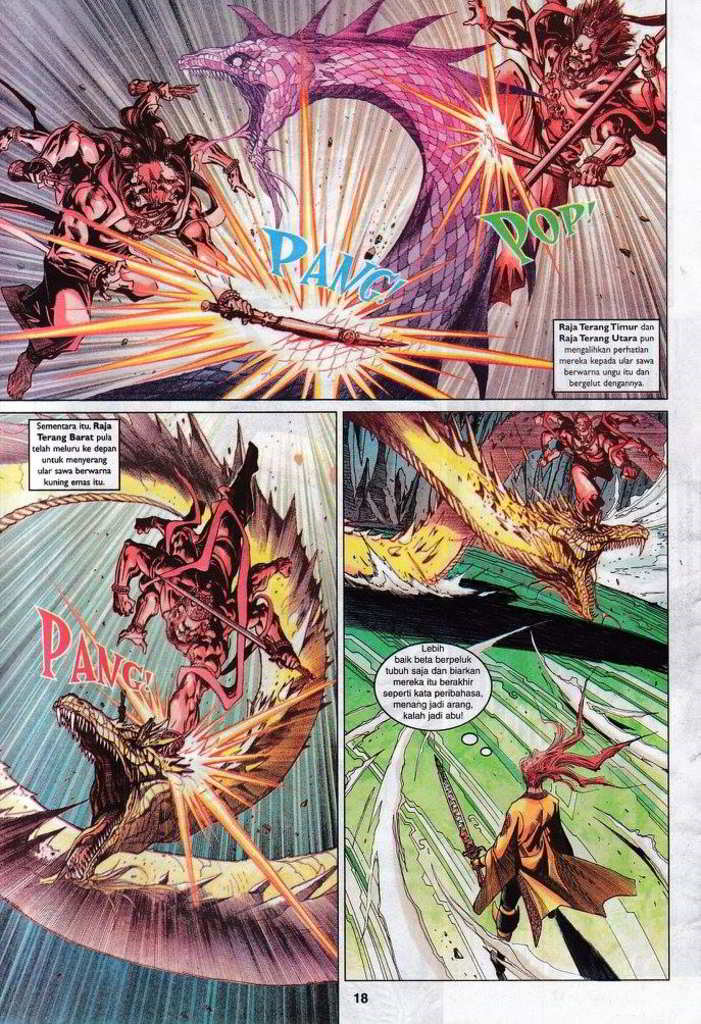 PANG!
POP!
Raja Terang Timur dan
Raja Terang Utara pun
mengalihkan perhatian
mereka kepada ular sawa
berwarna ungu itu dan
bergelut dengannya.
Sementara itu, Raja
Terang Barat pula
telah meluru ke depan
untuk menyerang
ular sawa berwarna
kuning emas itu.
PANG!
Lebih
baik beta berpeluk
tubuh saja dan biarkan
mereka itu berakhir
seperti kata peribahasa,
menang jadi arang,
kalah jadi abu!
18